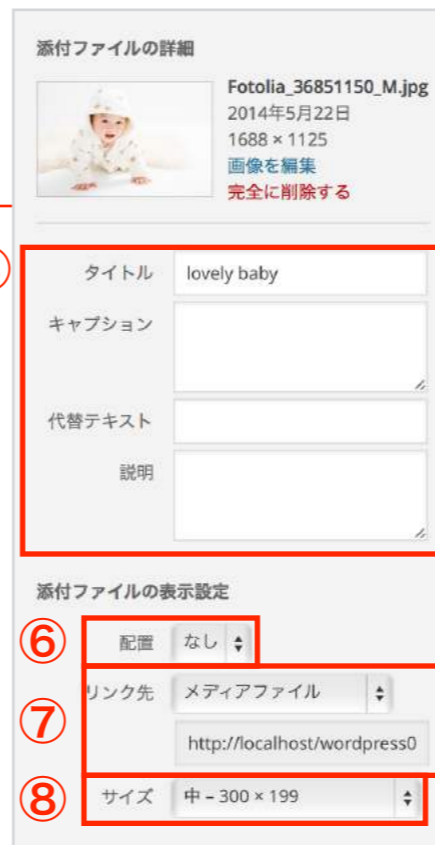 添付ファイルの詳細
Fotolia_36851150_M.jpg
2014年5月22日
1688 × 1125
画像を編集
完全に削除する
タイトル lovely baby
キャプション
代替テキスト
説明
添付ファイルの表示設定
⑥ 配置 なし
⑦ リンク先 メディアファイル
http://localhost/wordpress0
⑧ サイズ 中 – 300 × 199